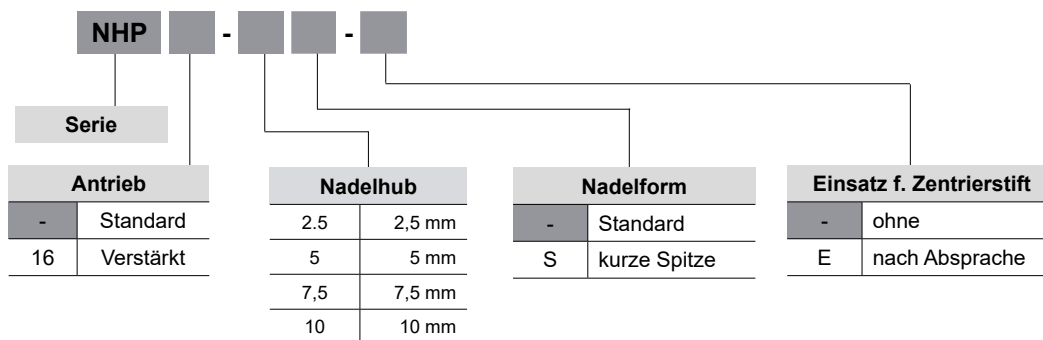 NHP - -
Serie
Antrieb
- Standard
16 Verstärkt
Nadelhub
2.5 2,5 mm
5 5 mm
7,5 7,5 mm
10 10 mm
Nadelform
- Standard
S kurze Spitze
Einsatz f. Zentrierstift
- ohne
E nach Absprache